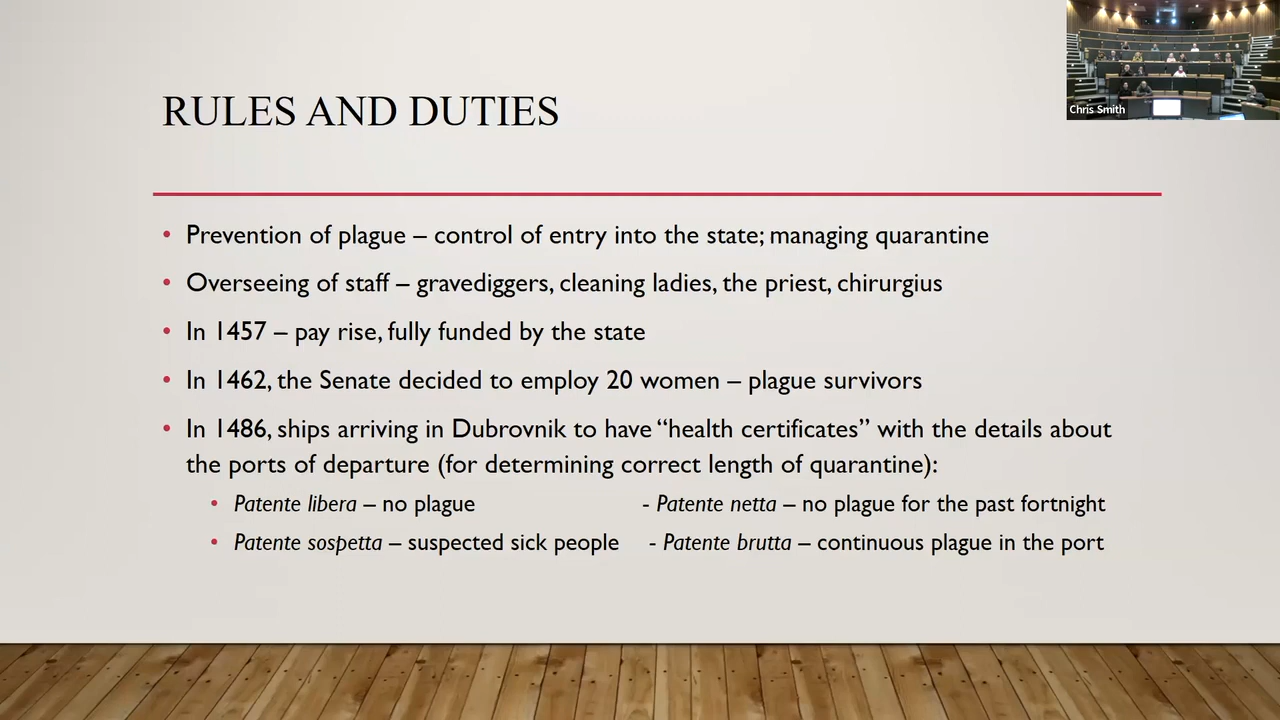 Chris Smith
RULES AND DUTIES
• Prevention of plague – control of entry into the state; managing quarantine
• Overseeing of staff – gravediggers, cleaning ladies, the priest, chirurgius
• In 1457 – pay rise, fully funded by the state
• In 1462, the Senate decided to employ 20 women – plague survivors
• In 1486, ships arriving in Dubrovnik to have “health certificates” with the details about
the ports of departure (for determining correct length of quarantine):
• Patente libera – no plague - Patente netta – no plague for the past fortnight
• Patente sospetta – suspected sick people - Patente brutta – continuous plague in the port